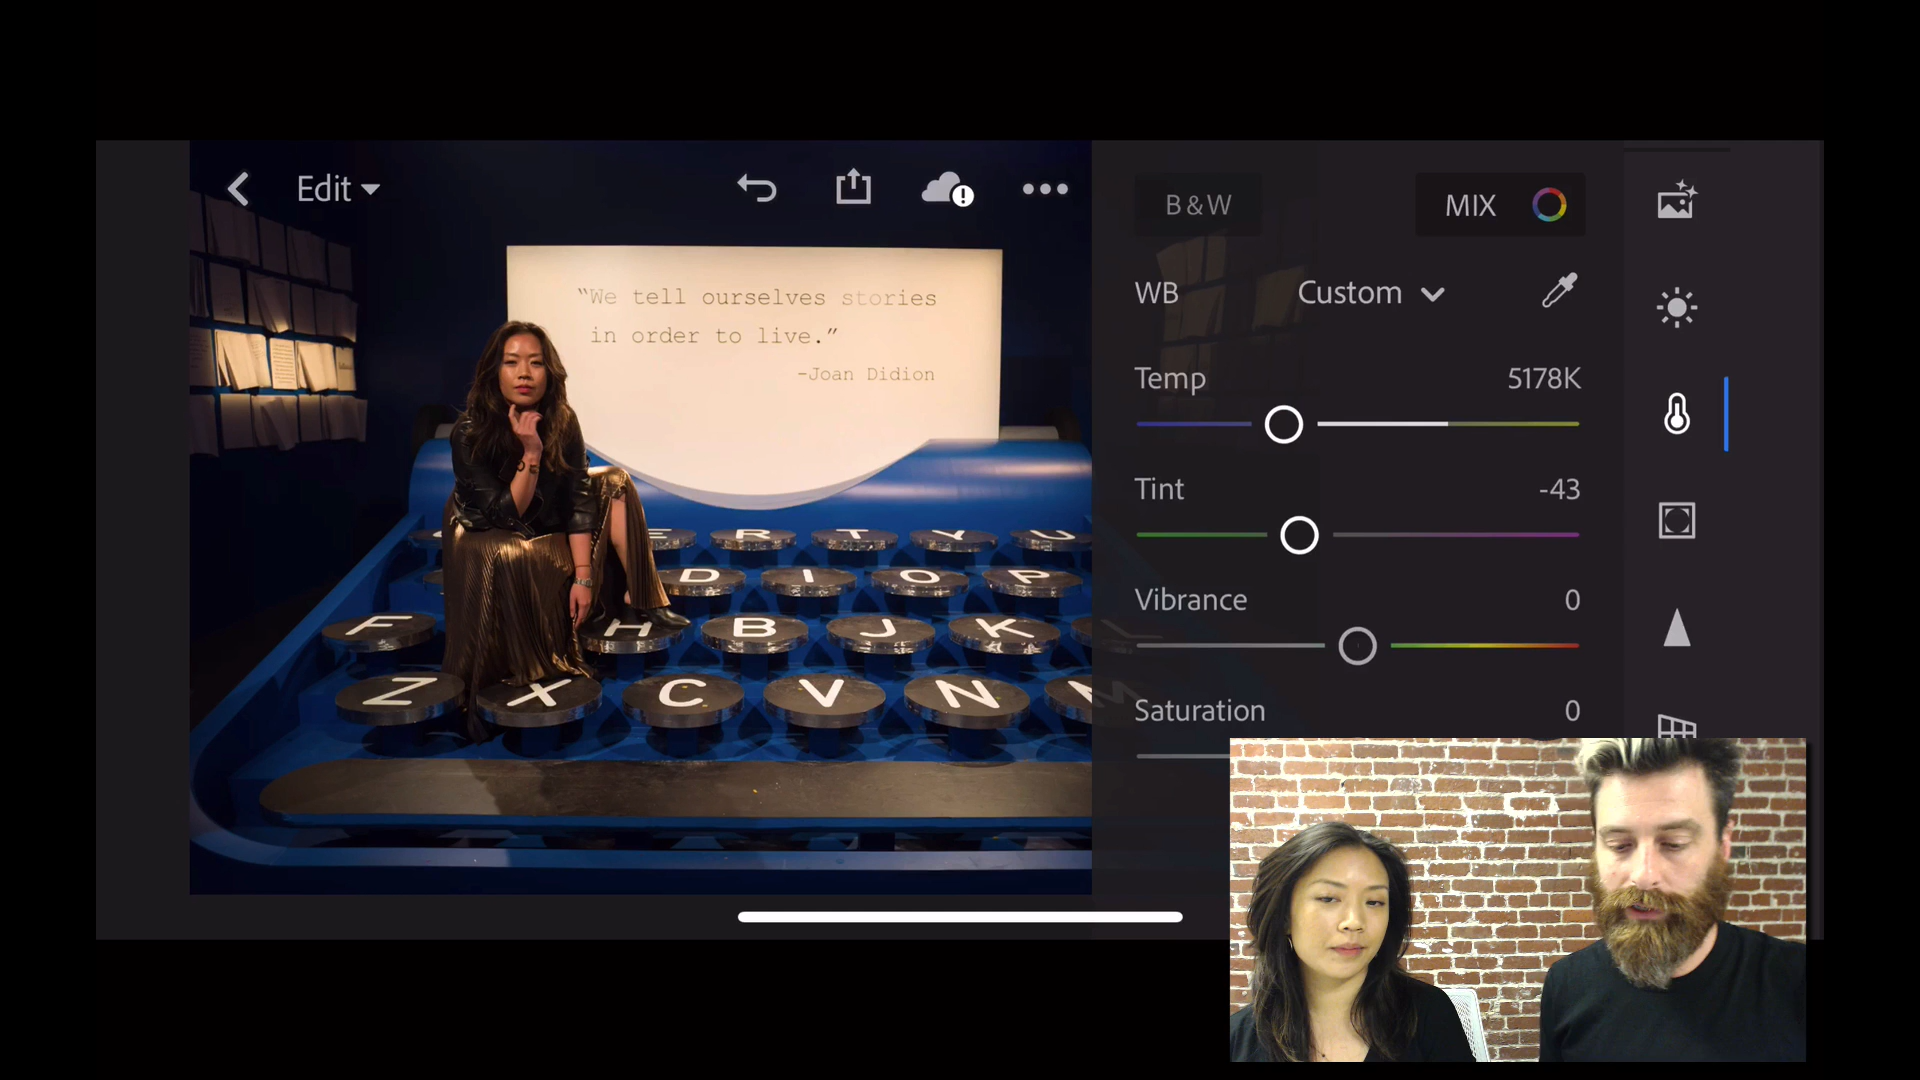 Edit
B&W
MIX
WB Custom
Temp 5178K
Tint -43
Vibrance 0
Saturation 0
“We tell ourselves stories
in order to live.”
-Joan Didion
E R T Y U
D I O P
F H B J K L
Z X C V N M